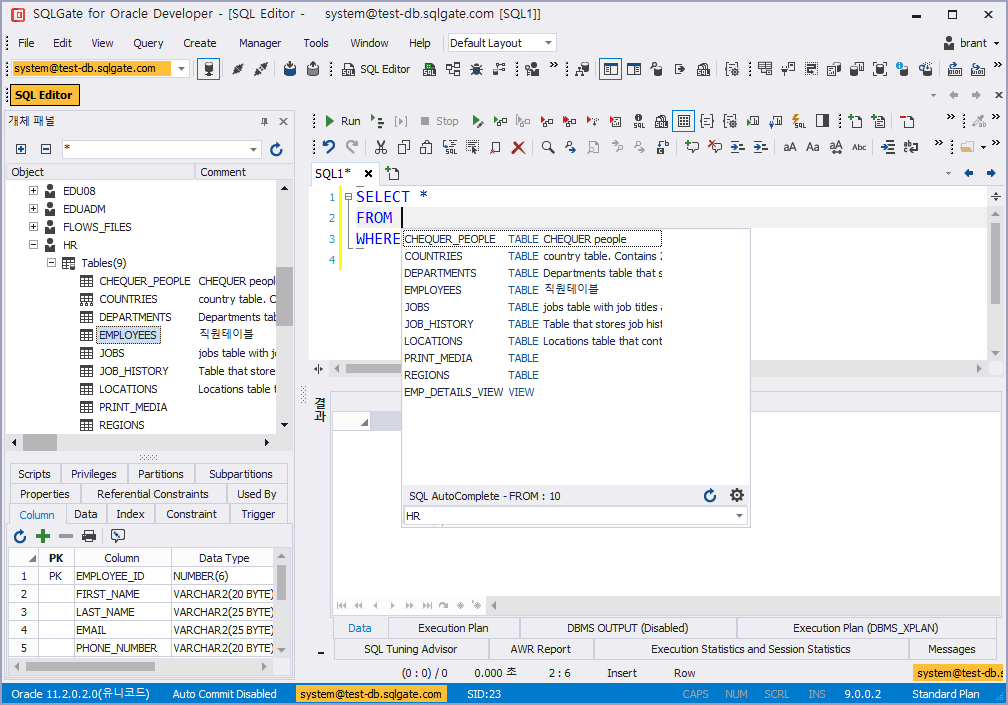 SQLGate for Oracle Developer - [SQL Editor - system@test-db.sqlgate.com [SQL1]]
File Edit View Query Create Manager Tools Window Help Default Layout brant
system@test-db.sqlgate.com SQL Editor
SQL Editor
개체 패널
Run Stop
*
aA Aa Abc
Object Comment
SQL1*
EDU08
EDUADM
FLOWS_FILES
HR
Tables(9)
CHEQUER_PEOPLE CHEQUER peopl
COUNTRIES country table. C
DEPARTMENTS Departments tab
EMPLOYEES 직원테이블
JOBS jobs table with jo
JOB_HISTORY Table that store
LOCATIONS Locations table t
PRINT_MEDIA
REGIONS
1 SELECT *
2 FROM
3 WHERE
4
CHEQUER_PEOPLE TABLE CHEQUER people
COUNTRIES TABLE country table. Contains 2
DEPARTMENTS TABLE Departments table that s
EMPLOYEES TABLE 직원테이블
JOBS TABLE jobs table with job titles a
JOB_HISTORY TABLE Table that stores job hist
LOCATIONS TABLE Locations table that cont
PRINT_MEDIA TABLE
REGIONS TABLE
EMP_DETAILS_VIEW VIEW
SQL AutoComplete - FROM : 10
HR
결과
Scripts Privileges Partitions Subpartitions
Properties Referential Constraints Used By
Column Data Index Constraint Trigger
PK Column Data Type
1 PK EMPLOYEE_ID NUMBER(6)
2 FIRST_NAME VARCHAR2(20 BYTE)
3 LAST_NAME VARCHAR2(25 BYTE)
4 EMAIL VARCHAR2(25 BYTE)
5 PHONE_NUMBER VARCHAR2(20 BYTE)
Data Execution Plan DBMS OUTPUT (Disabled) Execution Plan (DBMS_XPLAN)
SQL Tuning Advisor AWR Report Execution Statistics and Session Statistics Messages
(0 : 0) / 0 0.000 초 2 : 6 Insert Row system@test-db.s
Oracle 11.2.0.2.0(유니코드) Auto Commit Disabled system@test-db.sqlgate.com SID:23 CAPS NUM SCRL INS 9.0.0.2 Standard Plan